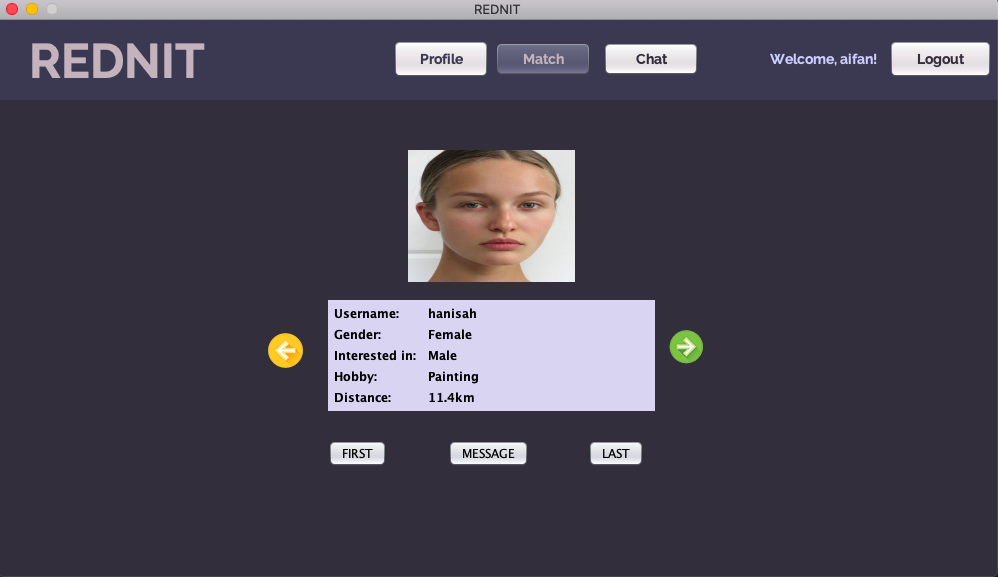 REDNIT
REDNIT
Profile
Match
Chat
Welcome, aifan!
Logout
Username: hanisah
Gender: Female
Interested in: Male
Hobby: Painting
Distance: 11.4km
FIRST
MESSAGE
LAST